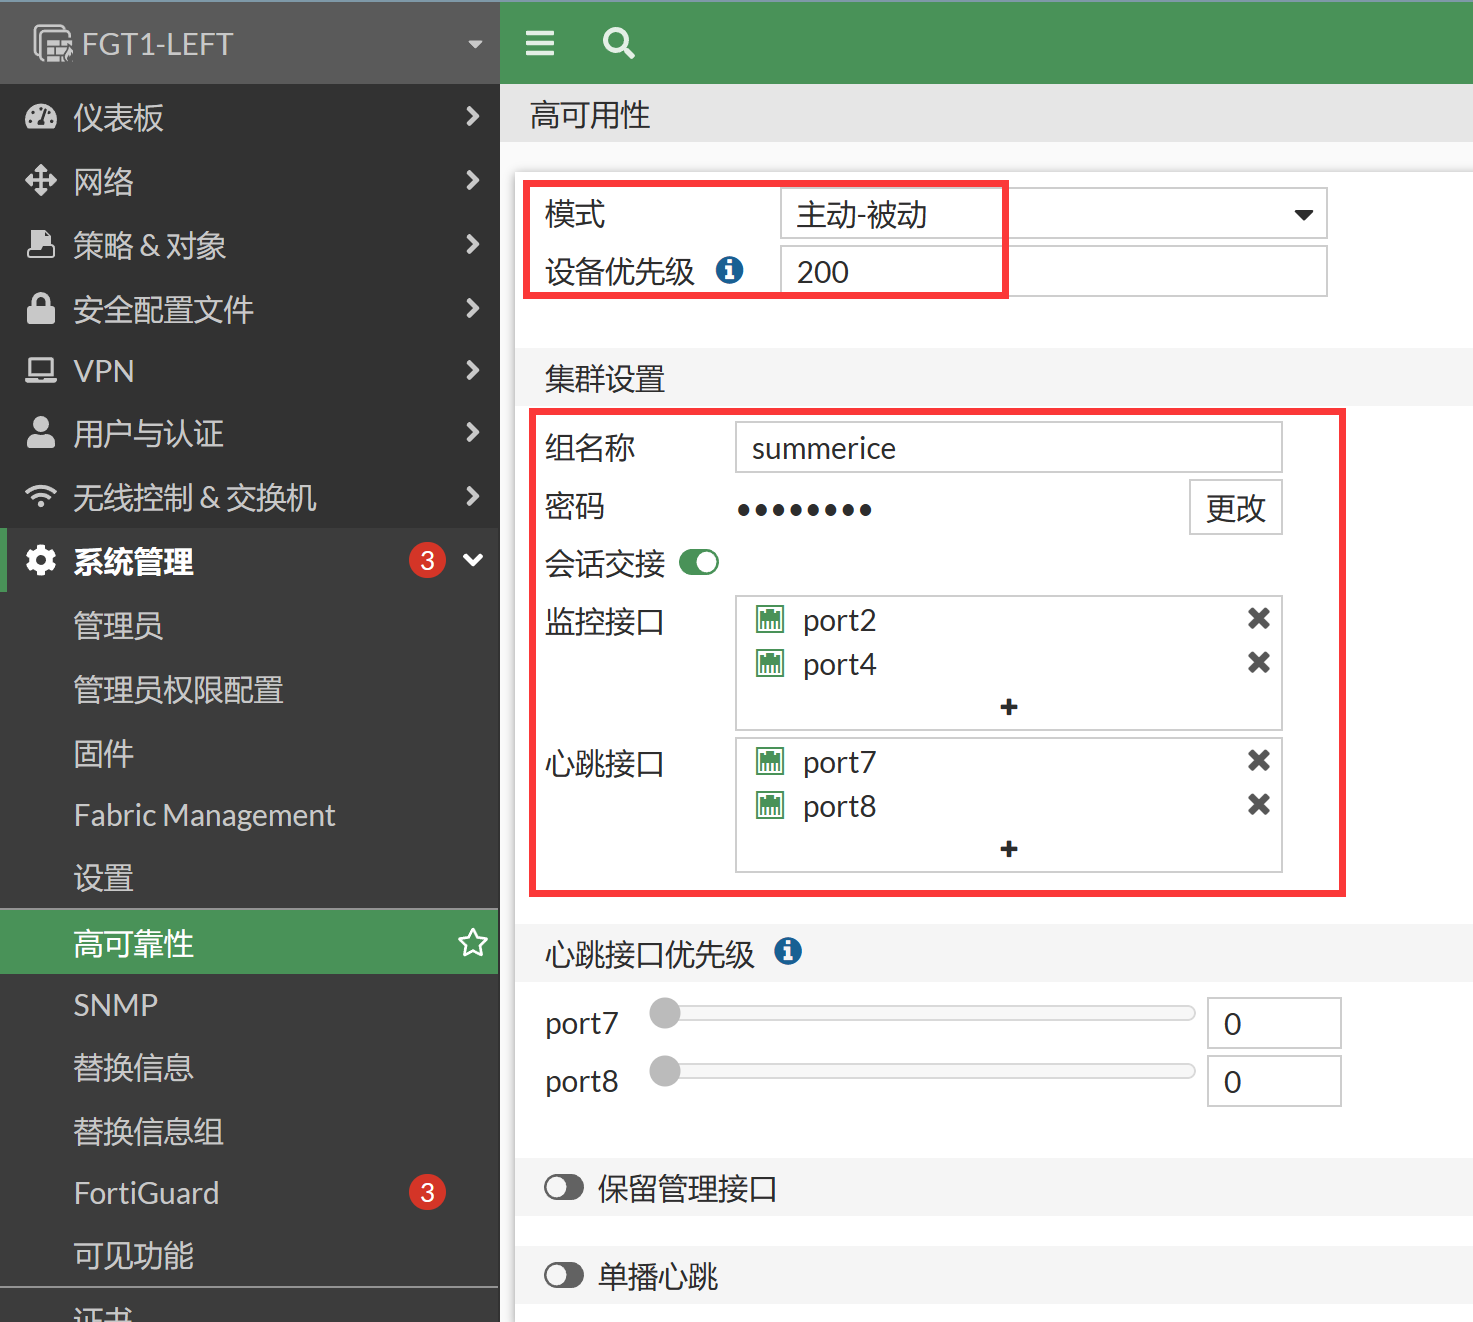 FGT1-LEFT
仪表板
网络
策略 & 对象
安全配置文件
VPN
用户与认证
无线控制 & 交换机
系统管理 3
管理员
管理员权限配置
固件
Fabric Management
设置
高可靠性
SNMP
替换信息
替换信息组
FortiGuard 3
可见功能
证书
高可用性
模式 主动-被动
设备优先级 200
集群设置
组名称 summerice
密码 ●●●●●●●● 更改
会话交接
监控接口 port2
port4
心跳接口 port7
port8
心跳接口优先级
port7 0
port8 0
保留管理接口
单播心跳